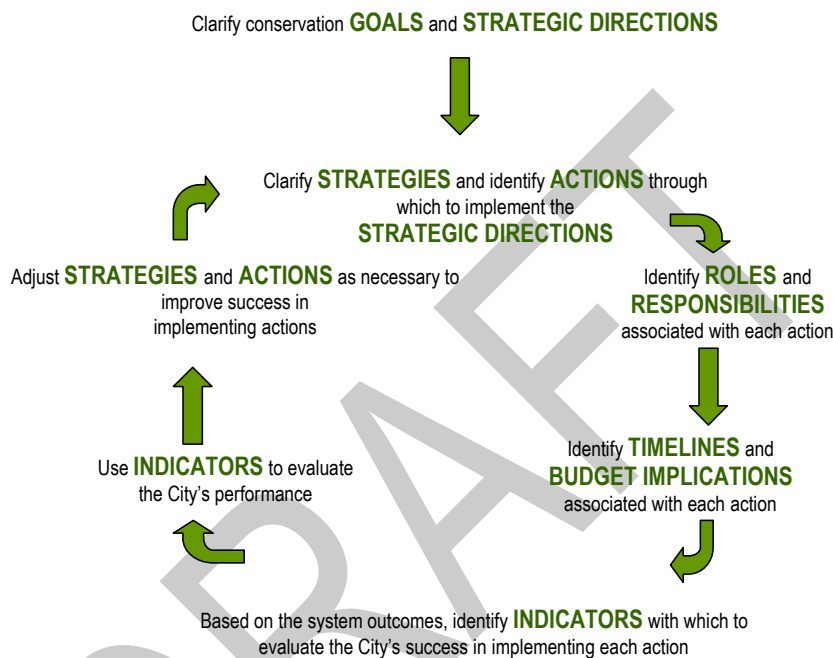 Clarify conservation GOALS and STRATEGIC DIRECTIONS
Clarify STRATEGIES and identify ACTIONS through
which to implement the
STRATEGIC DIRECTIONS
Identify ROLES and
RESPONSIBILITIES
associated with each action
Identify TIMELINES and
BUDGET IMPLICATIONS
associated with each action
Based on the system outcomes, identify INDICATORS with which to
evaluate the City's success in implementing each action
Use INDICATORS to evaluate
the City's performance
Adjust STRATEGIES and ACTIONS as necessary to
improve success in
implementing actions
DRAFT